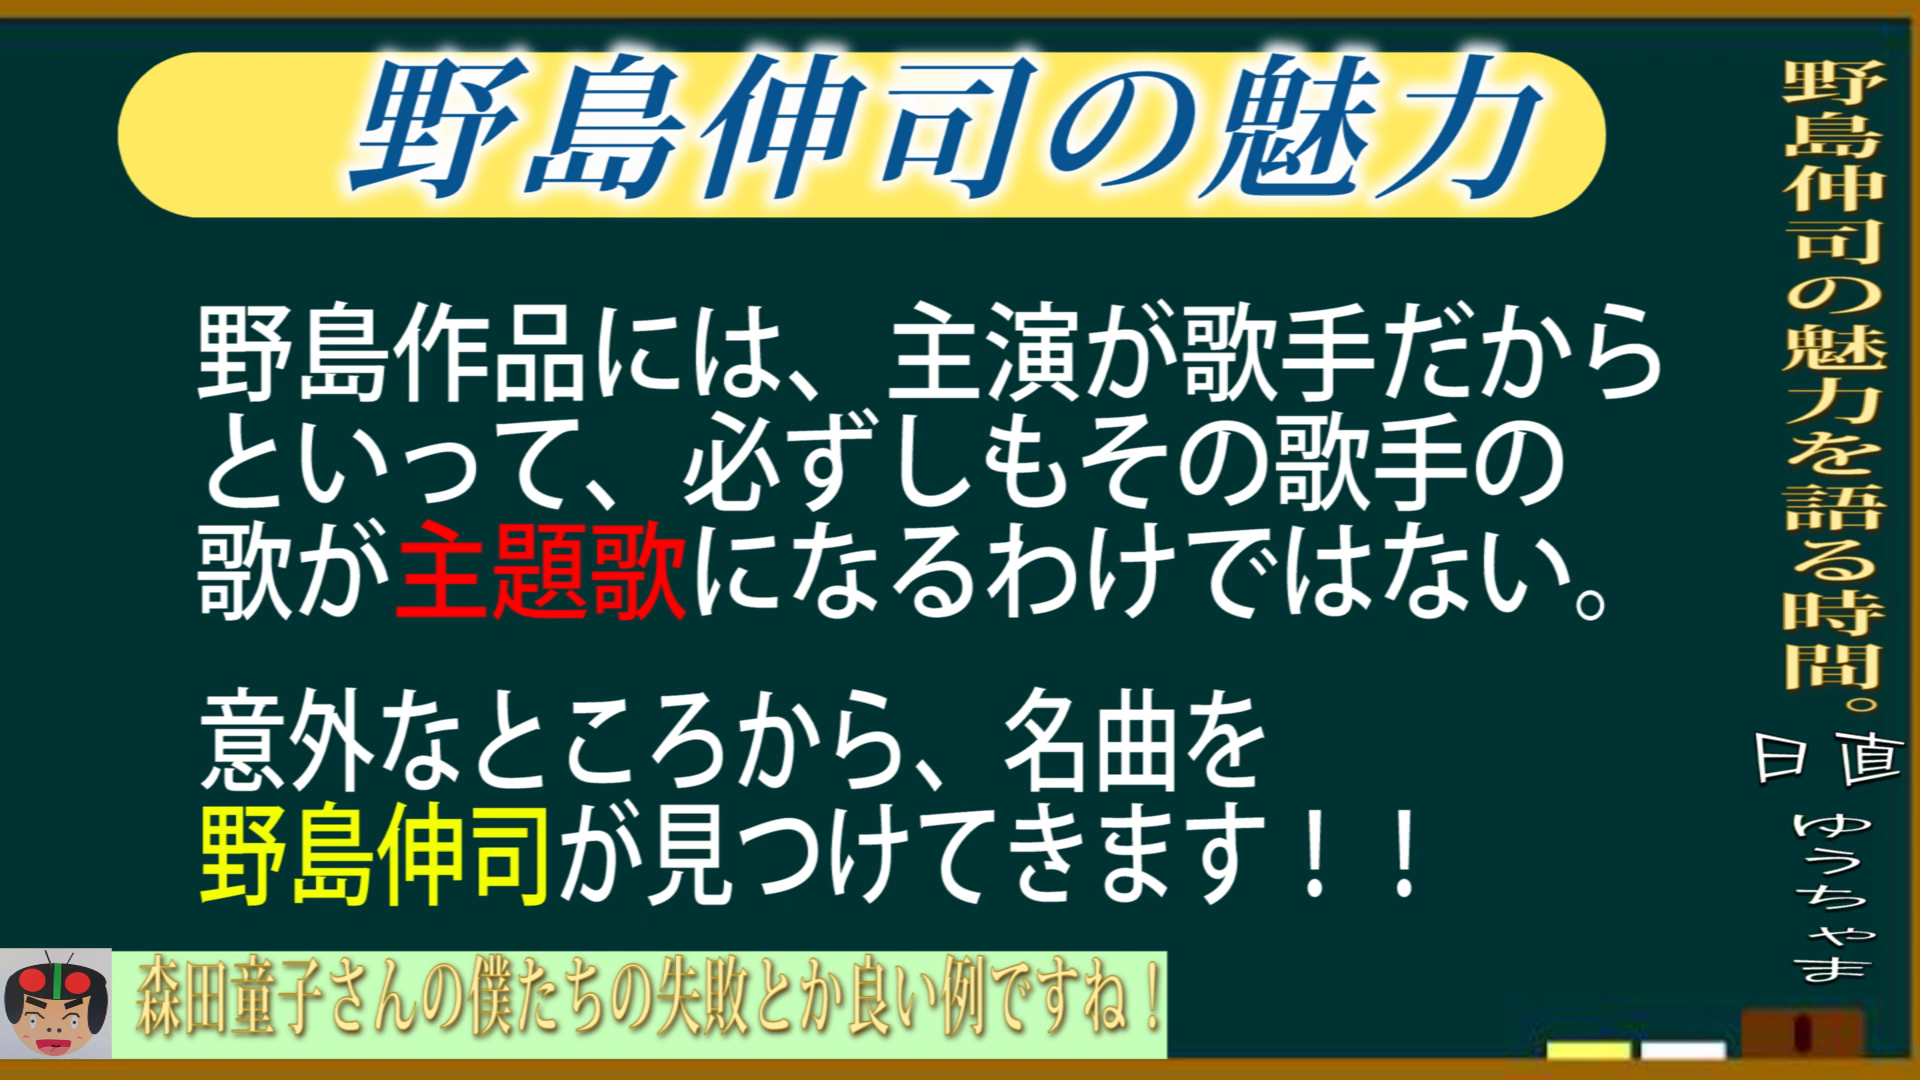 野島伸司の魅力
野島作品には、主演が歌手だから
といって、必ずしもその歌手の
歌が主題歌になるわけではない。
意外なところから、名曲を
野島伸司が見つけてきます！！
森田童子さんの僕たちの失敗とか良い例ですね！
野島伸司の魅力を語る時間。
日直
ゆうちやま